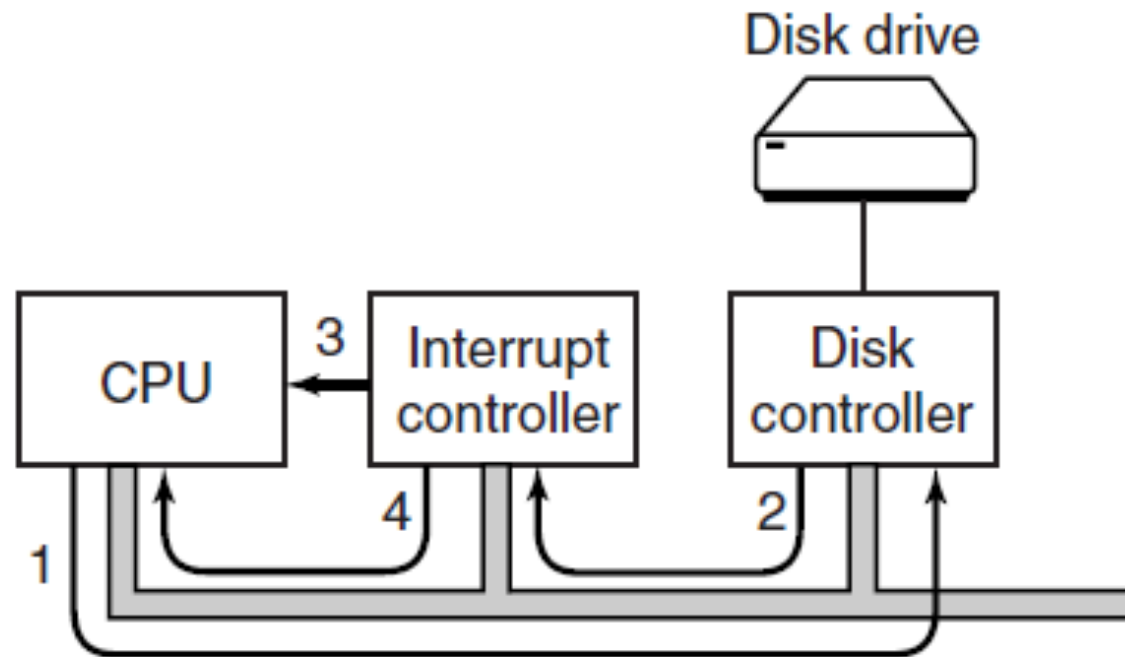 Disk drive
3
CPU
Interrupt
controller
Disk
controller
1
4
2